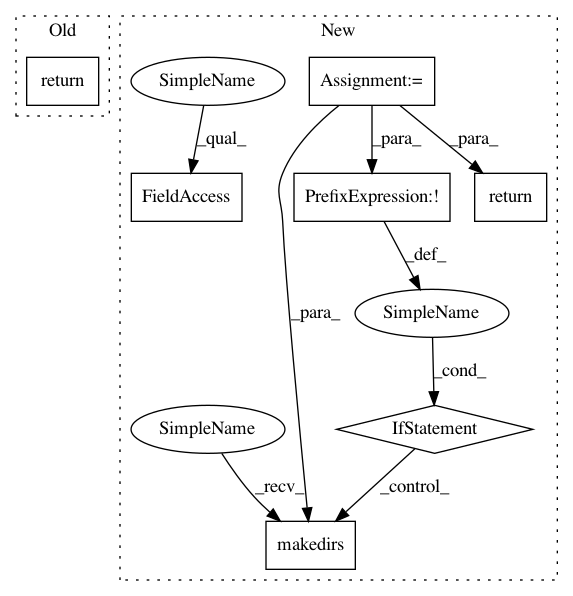 Old
New
return
SimpleName
Assignment:=
_qual_
_para_
_para_
FieldAccess
PrefixExpression:!
return
_def_
_para_
SimpleName
_cond_
SimpleName
IfStatement
_recv_
_control_
makedirs